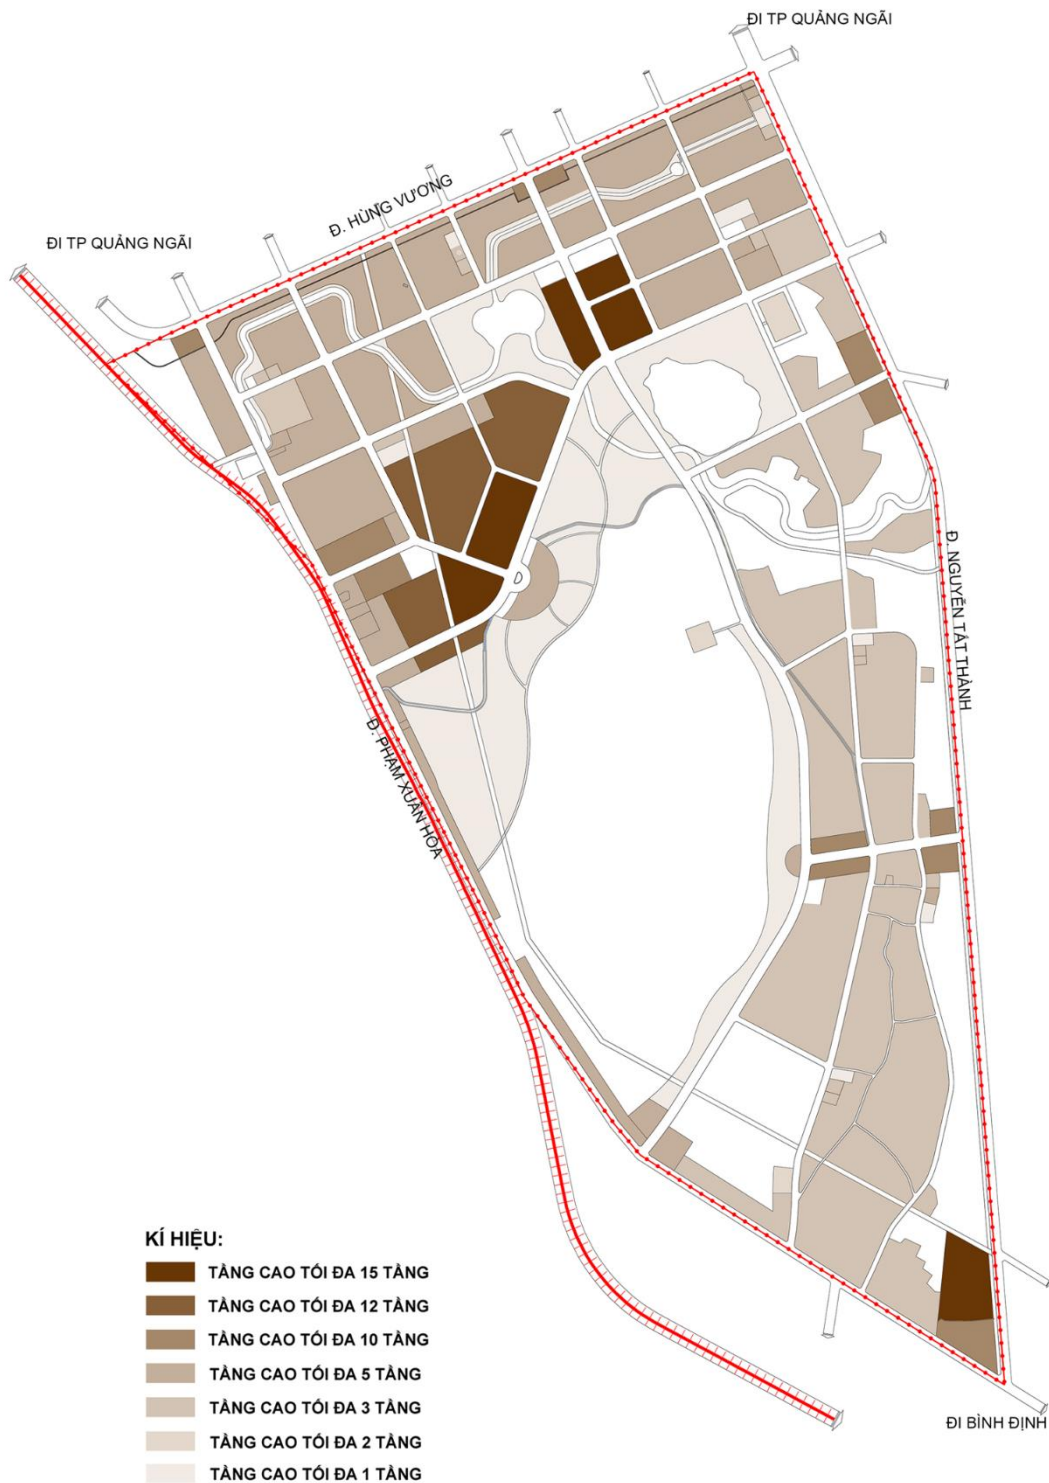 ĐI TP QUẢNG NGÃI
Đ. HÙNG VƯƠNG
ĐI TP QUẢNG NGÃI
Đ. NGUYỄN TẤT THÀNH
Đ. PHẠM XUÂN HÒA
KÍ HIỆU:
TẦNG CAO TỐI ĐA 15 TẦNG
TẦNG CAO TỐI ĐA 12 TẦNG
TẦNG CAO TỐI ĐA 10 TẦNG
TẦNG CAO TỐI ĐA 5 TẦNG
TẦNG CAO TỐI ĐA 3 TẦNG
TẦNG CAO TỐI ĐA 2 TẦNG
TẦNG CAO TỐI ĐA 1 TẦNG
ĐI BÌNH ĐỊNH